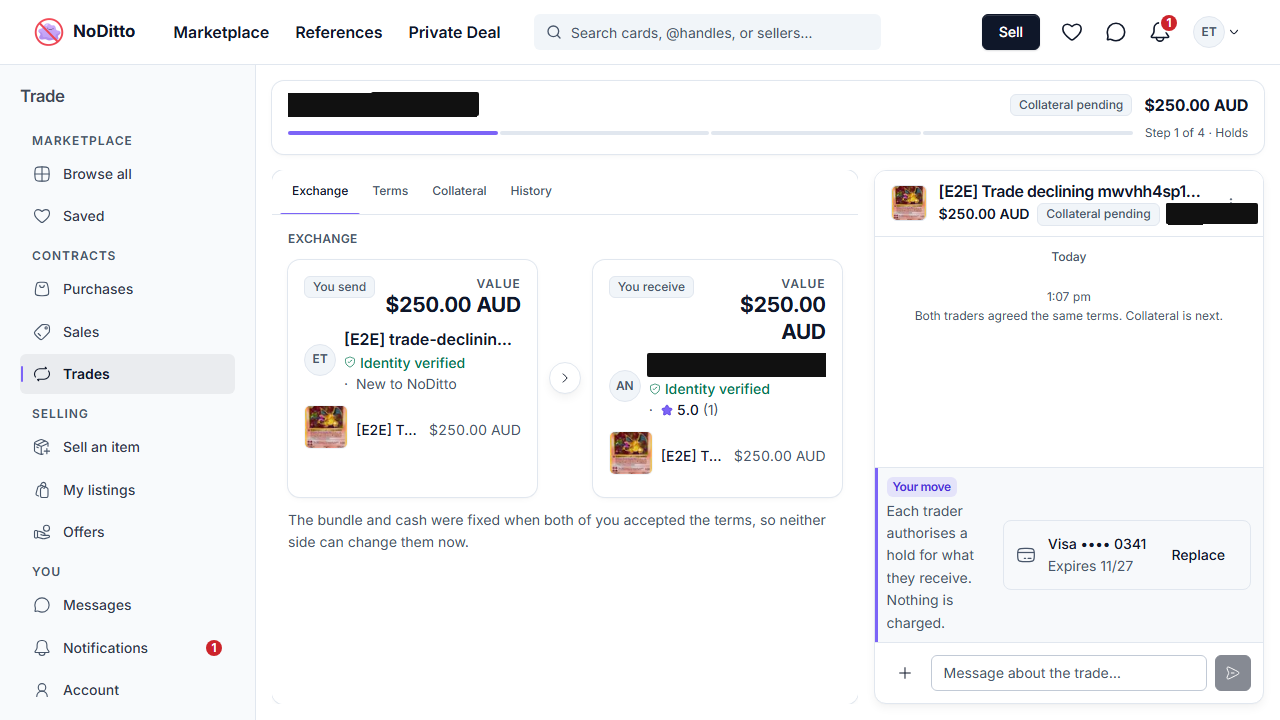 NoDitto
Marketplace
References
Private Deal
Search cards, @handles, or sellers...
Sell
1
ET
Trade
MARKETPLACE
Browse all
Saved
CONTRACTS
Purchases
Sales
Trades
SELLING
Sell an item
My listings
Offers
YOU
Messages
Notifications
1
Account
Collateral pending
$250.00 AUD
Step 1 of 4 · Holds
Exchange
Terms
Collateral
History
EXCHANGE
You send
VALUE
$250.00 AUD
ET
[E2E] trade-declinin...
Identity verified
· New to NoDitto
[E2E] T...
$250.00 AUD
You receive
VALUE
$250.00
AUD
AN
Identity verified
· 5.0 (1)
[E2E] T...
$250.00 AUD
The bundle and cash were fixed when both of you accepted the terms, so neither
side can change them now.
[E2E] Trade declining mwvhh4sp1...
$250.00 AUD
Collateral pending
Today
1:07 pm
Both traders agreed the same terms. Collateral is next.
Your move
Each trader
authorises a
hold for what
they receive.
Nothing is
charged.
Visa •••• 0341
Expires 11/27
Replace
Message about the trade...